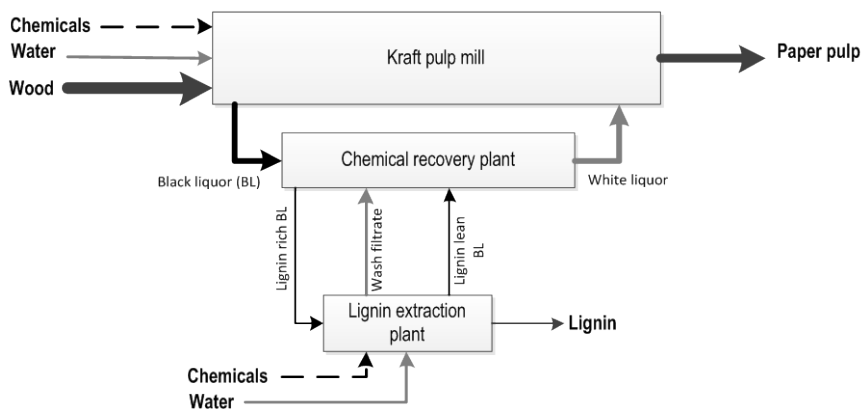 Chemicals
Water
Wood
Kraft pulp mill
Paper pulp
Chemical recovery plant
Black liquor (BL)
White liquor
Lignin rich BL
Wash filtrate
Lignin lean
BL
Lignin extraction
plant
Lignin
Chemicals
Water